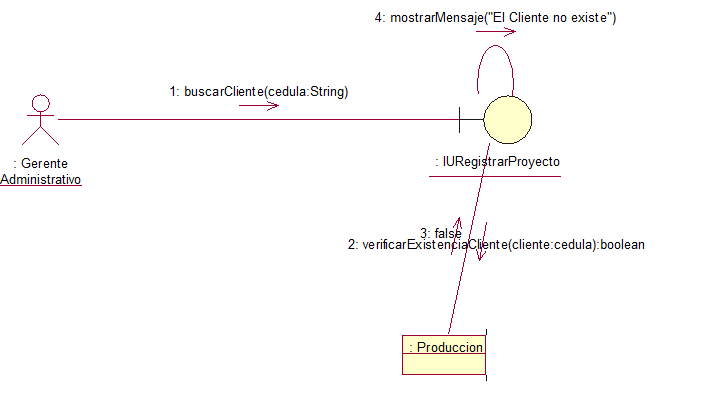 4: mostrarMensaje("El Cliente no existe")
1: buscarCliente(cedula:String)
: Gerente
Administrativo
: IURegistrarProyecto
3: false
2: verificarExistenciaCliente(cliente:cedula):boolean
: Produccion